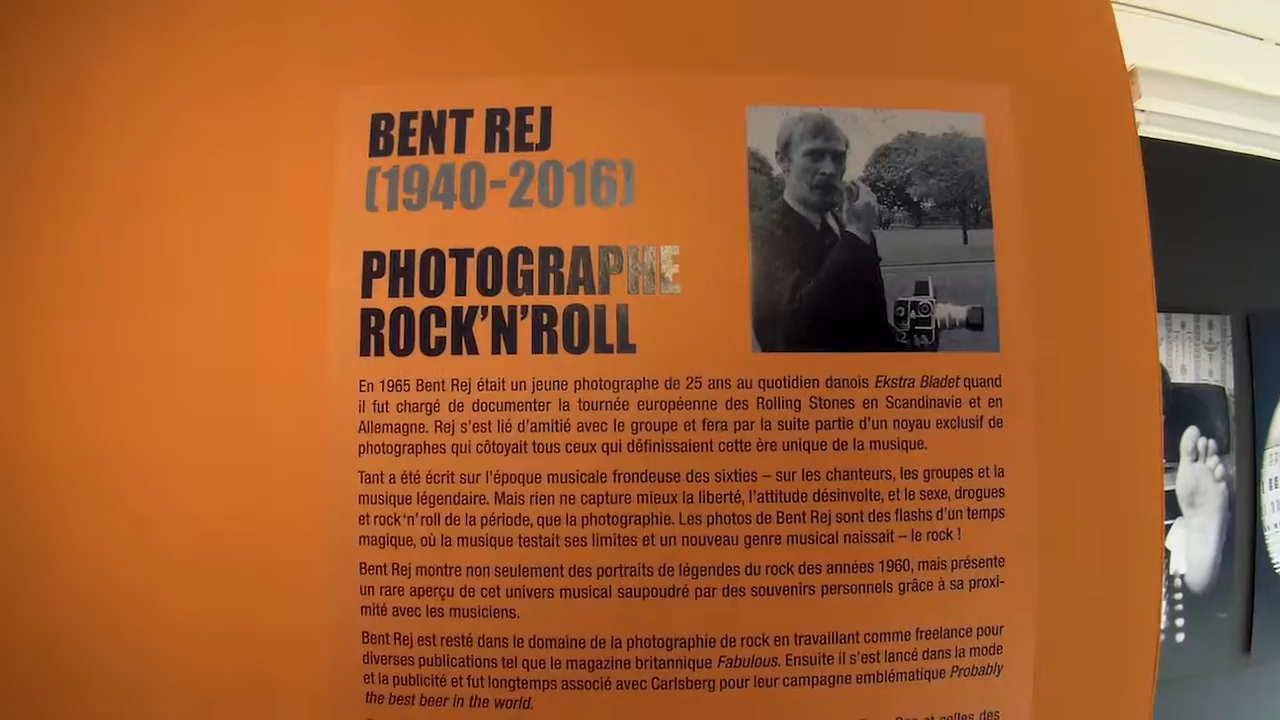 BENT REJ
(1940-2016)
PHOTOGRAPHE
ROCK'N'ROLL
En 1965 Bent Rej était un jeune photographe de 25 ans au quotidien danois Ekstra Bladet quand
il fut chargé de documenter la tournée européenne des Rolling Stones en Scandinavie et en
Allemagne. Rej s'est lié d'amitié avec le groupe et fera par la suite partie d'un noyau exclusif de
photographes qui côtoyait tous ceux qui définissaient cette ère unique de la musique.
Tant a été écrit sur l'époque musicale frondeuse des sixties – sur les chanteurs, les groupes et la
musique légendaire. Mais rien ne capture mieux la liberté, l'attitude désinvolte, et le sexe, drogues
et rock'n'roll de la période, que la photographie. Les photos de Bent Rej sont des flashs d'un temps
magique, où la musique testait ses limites et un nouveau genre musical naissait – le rock !
Bent Rej montre non seulement des portraits de légendes du rock des années 1960, mais présente
un rare aperçu de cet univers musical saupoudré par des souvenirs personnels grâce à sa proxi-
mité avec les musiciens.
Bent Rej est resté dans le domaine de la photographie de rock en travaillant comme freelance pour
diverses publications tel que le magazine britannique Fabulous. Ensuite il s'est lancé dans la mode
et la publicité et fut longtemps associé avec Carlsberg pour leur campagne emblématique Probably
the best beer in the world.
et celles des